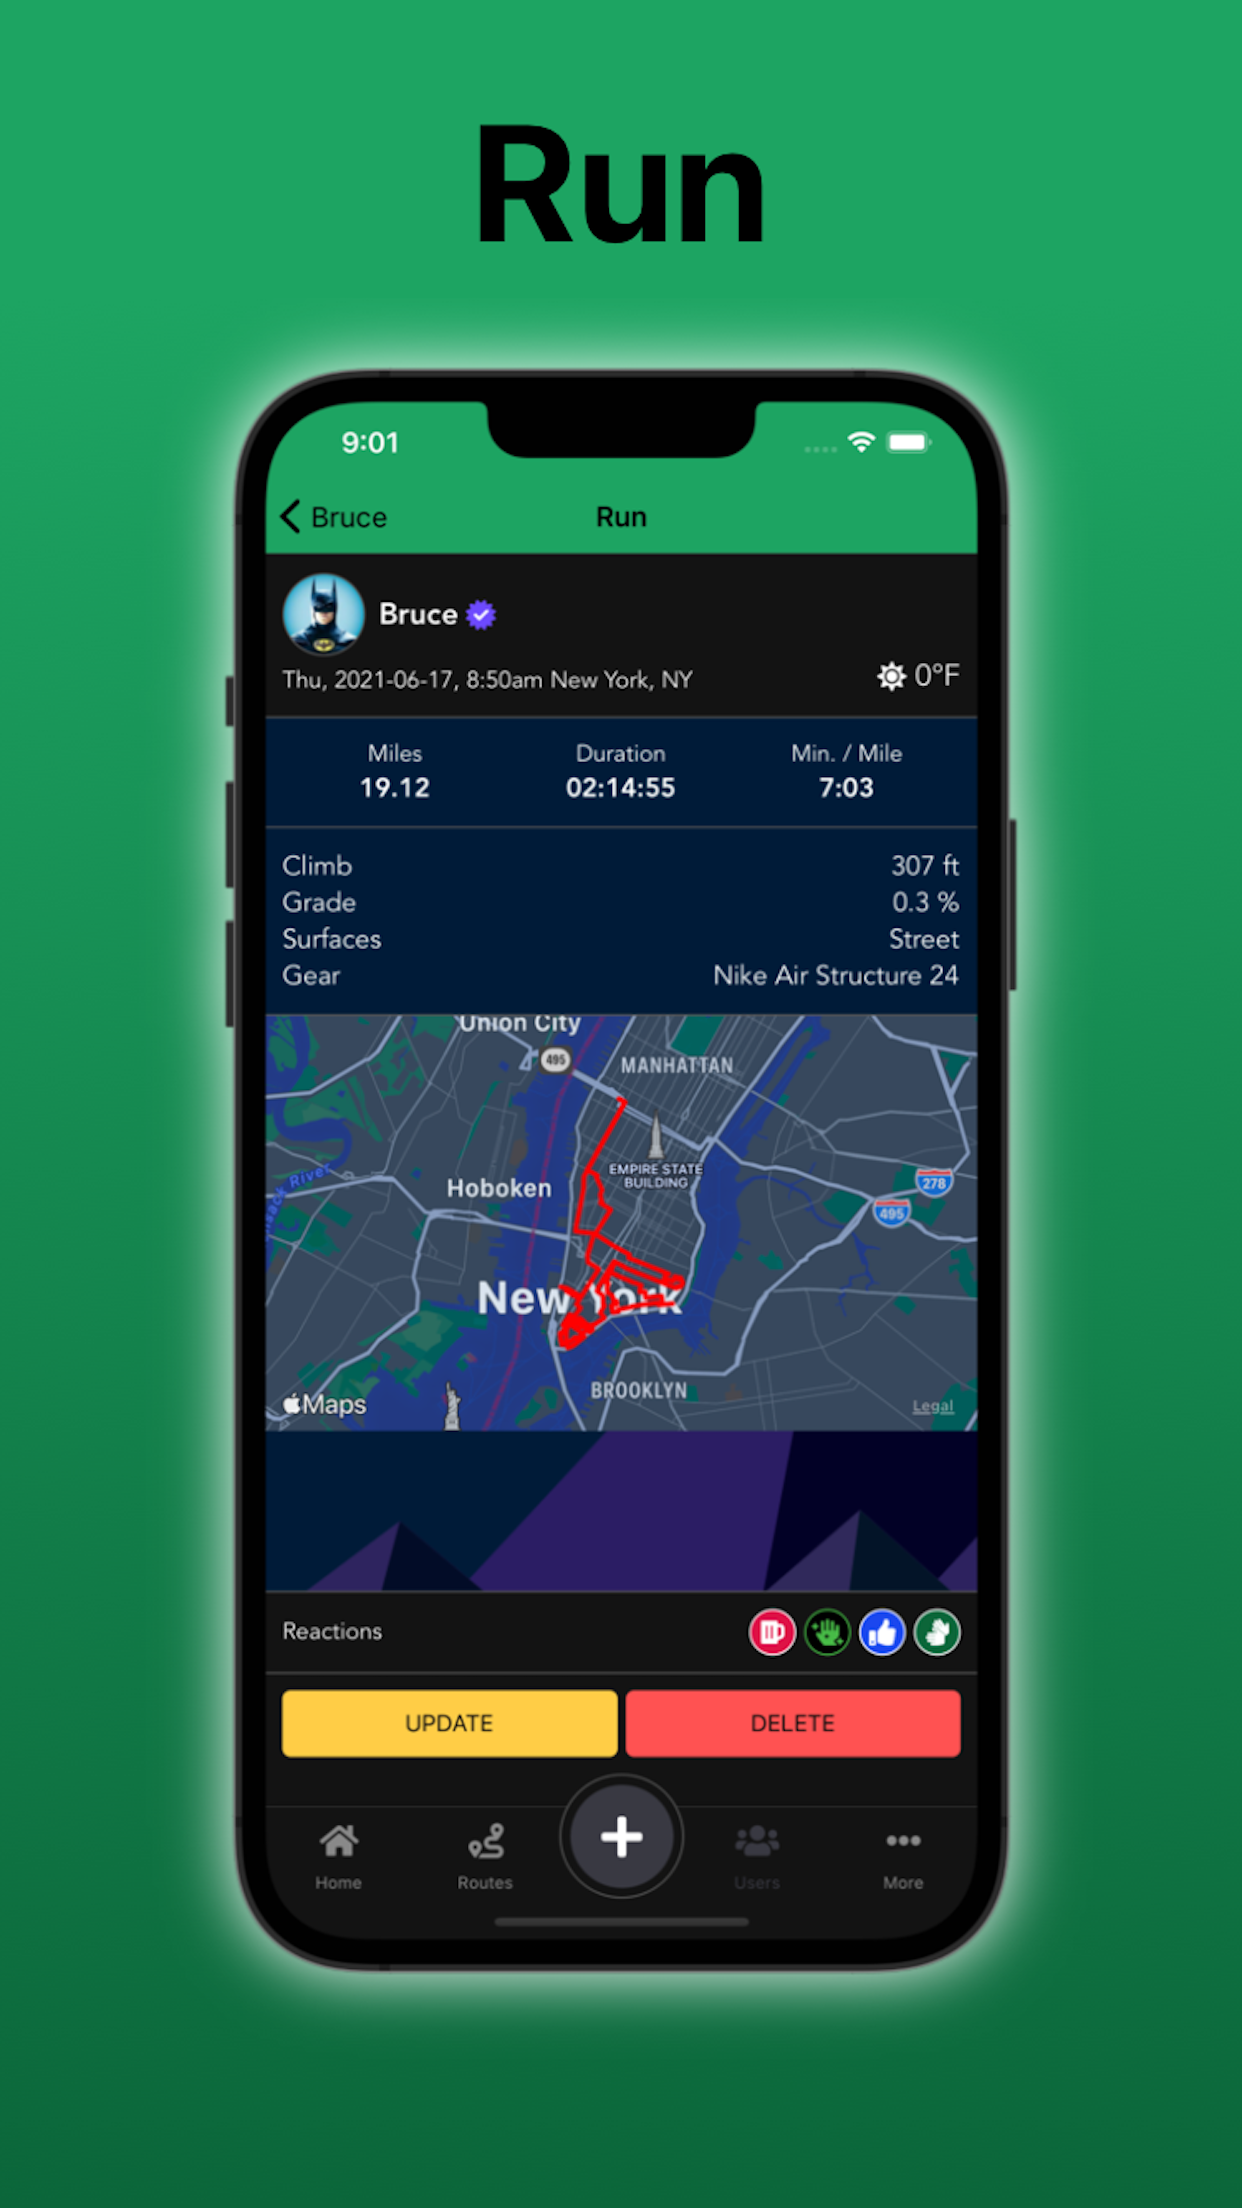 Run
9:01
Bruce
Run
Bruce
Thu, 2021-06-17, 8:50am New York, NY
0°F
Miles
Duration
Min. / Mile
19.12
02:14:55
7:03
Climb
307 ft
Grade
0.3 %
Surfaces
Street
Gear
Nike Air Structure 24
Union City
495
MANHATTAN
EMPIRE STATE
BUILDING
River
278
Hoboken
495
New York
BROOKLYN
Maps
Legal
Reactions
UPDATE
DELETE
Home
Routes
Users
More